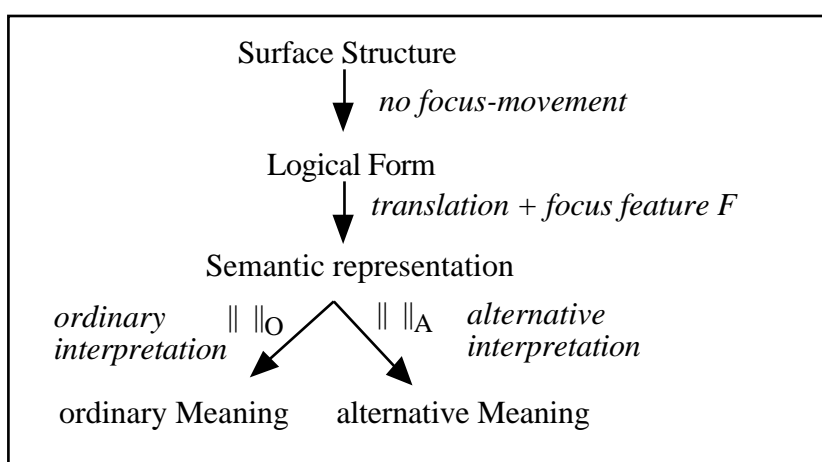 Surface Structure
no focus-movement
Logical Form
translation + focus feature F
Semantic representation
ordinary || ||O || ||A alternative
interpretation interpretation
ordinary Meaning alternative Meaning